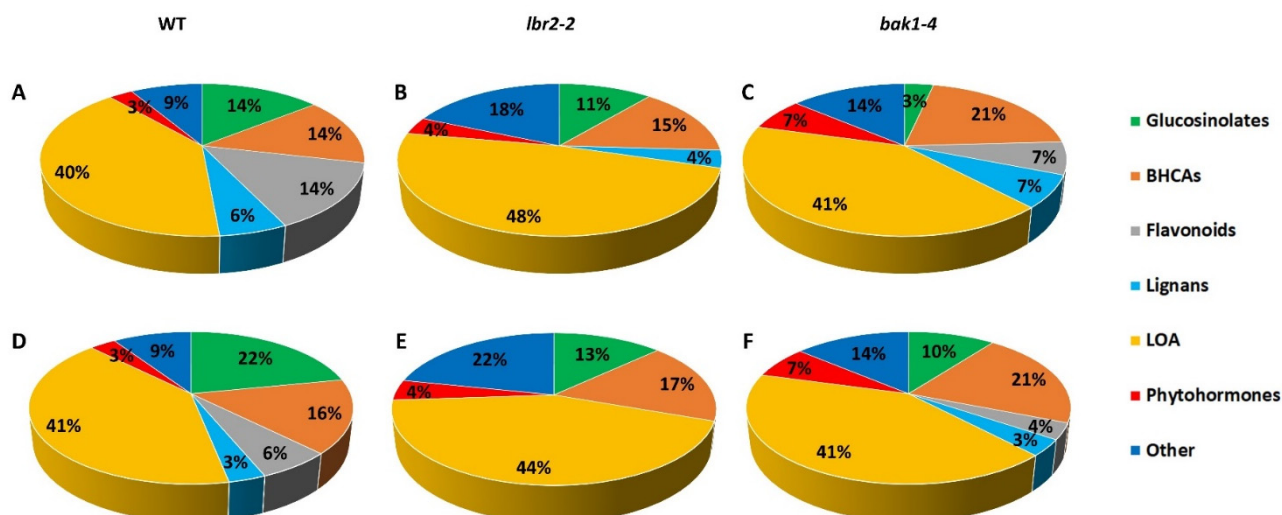 WT
lbr2-2
bak1-4
A
3%
9%
14%
14%
14%
6%
40%
B
4%
18%
11%
15%
4%
48%
C
7%
14%
3%
21%
7%
7%
41%
D
3%
9%
22%
16%
6%
3%
41%
E
4%
22%
13%
17%
44%
F
7%
14%
10%
21%
4%
3%
41%
Glucosinolates
BHCAs
Flavonoids
Lignans
LOA
Phytohormones
Other